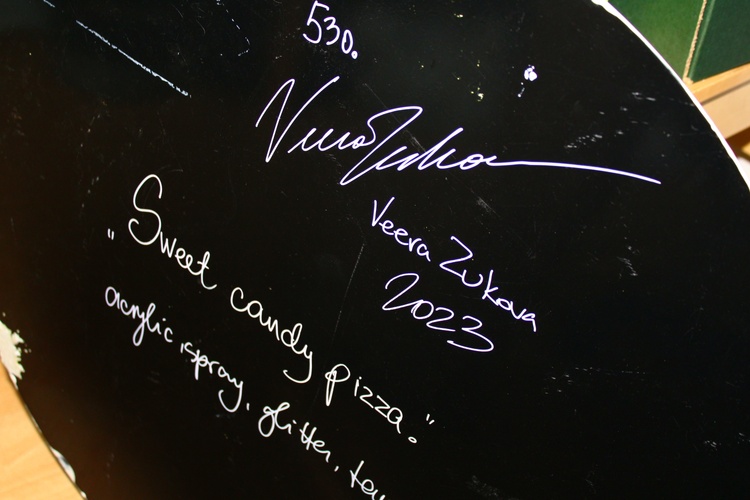 530.
Veera Zukova
2023
„Sweet candy pizza."
acrylic, spray, glitter,